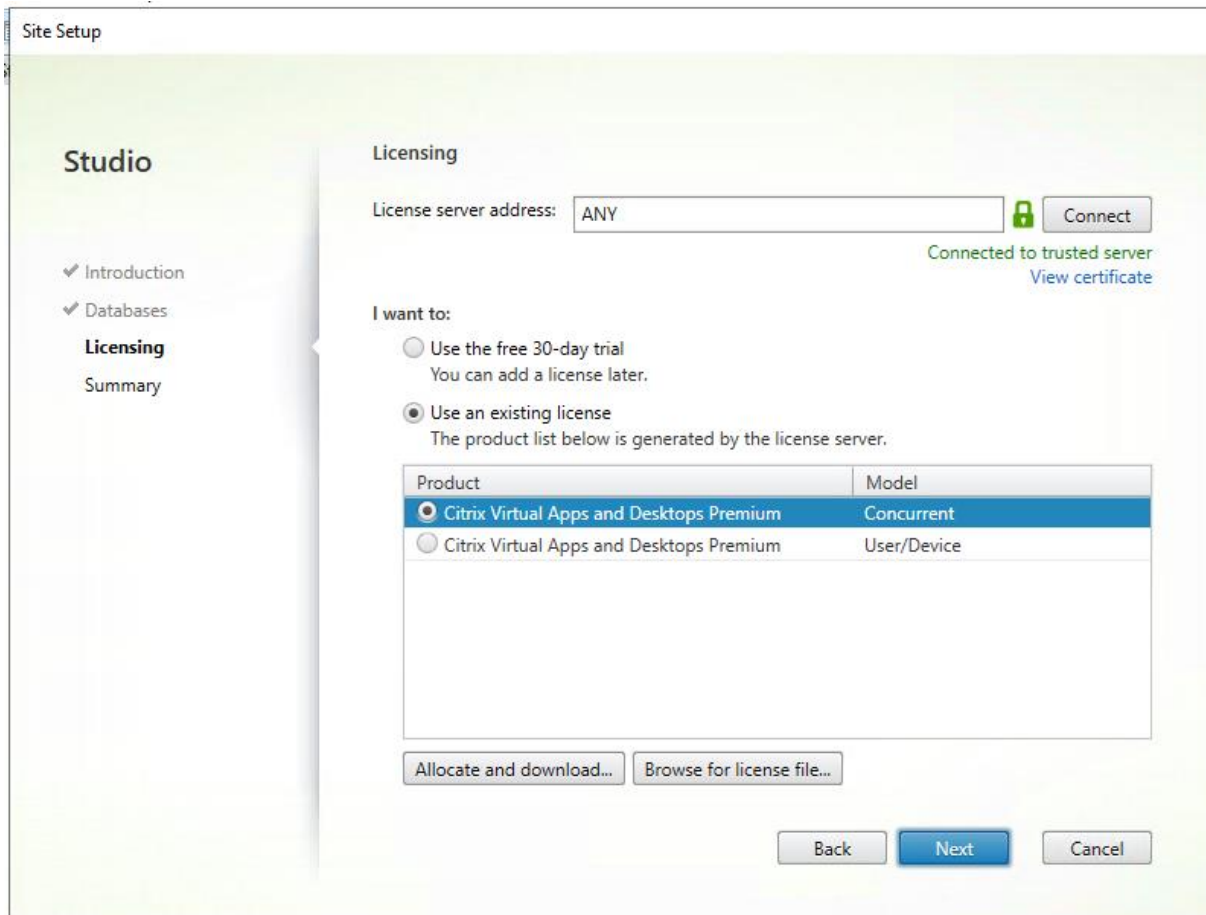 Site Setup
Studio
Introduction
Databases
Licensing
Summary
Licensing
License server address: ANY Connect
Connected to trusted server
View certificate
I want to:
Use the free 30-day trial
You can add a license later.
Use an existing license
The product list below is generated by the license server.
Product Model
Citrix Virtual Apps and Desktops Premium Concurrent
Citrix Virtual Apps and Desktops Premium User/Device
Allocate and download... Browse for license file...
Back Next Cancel